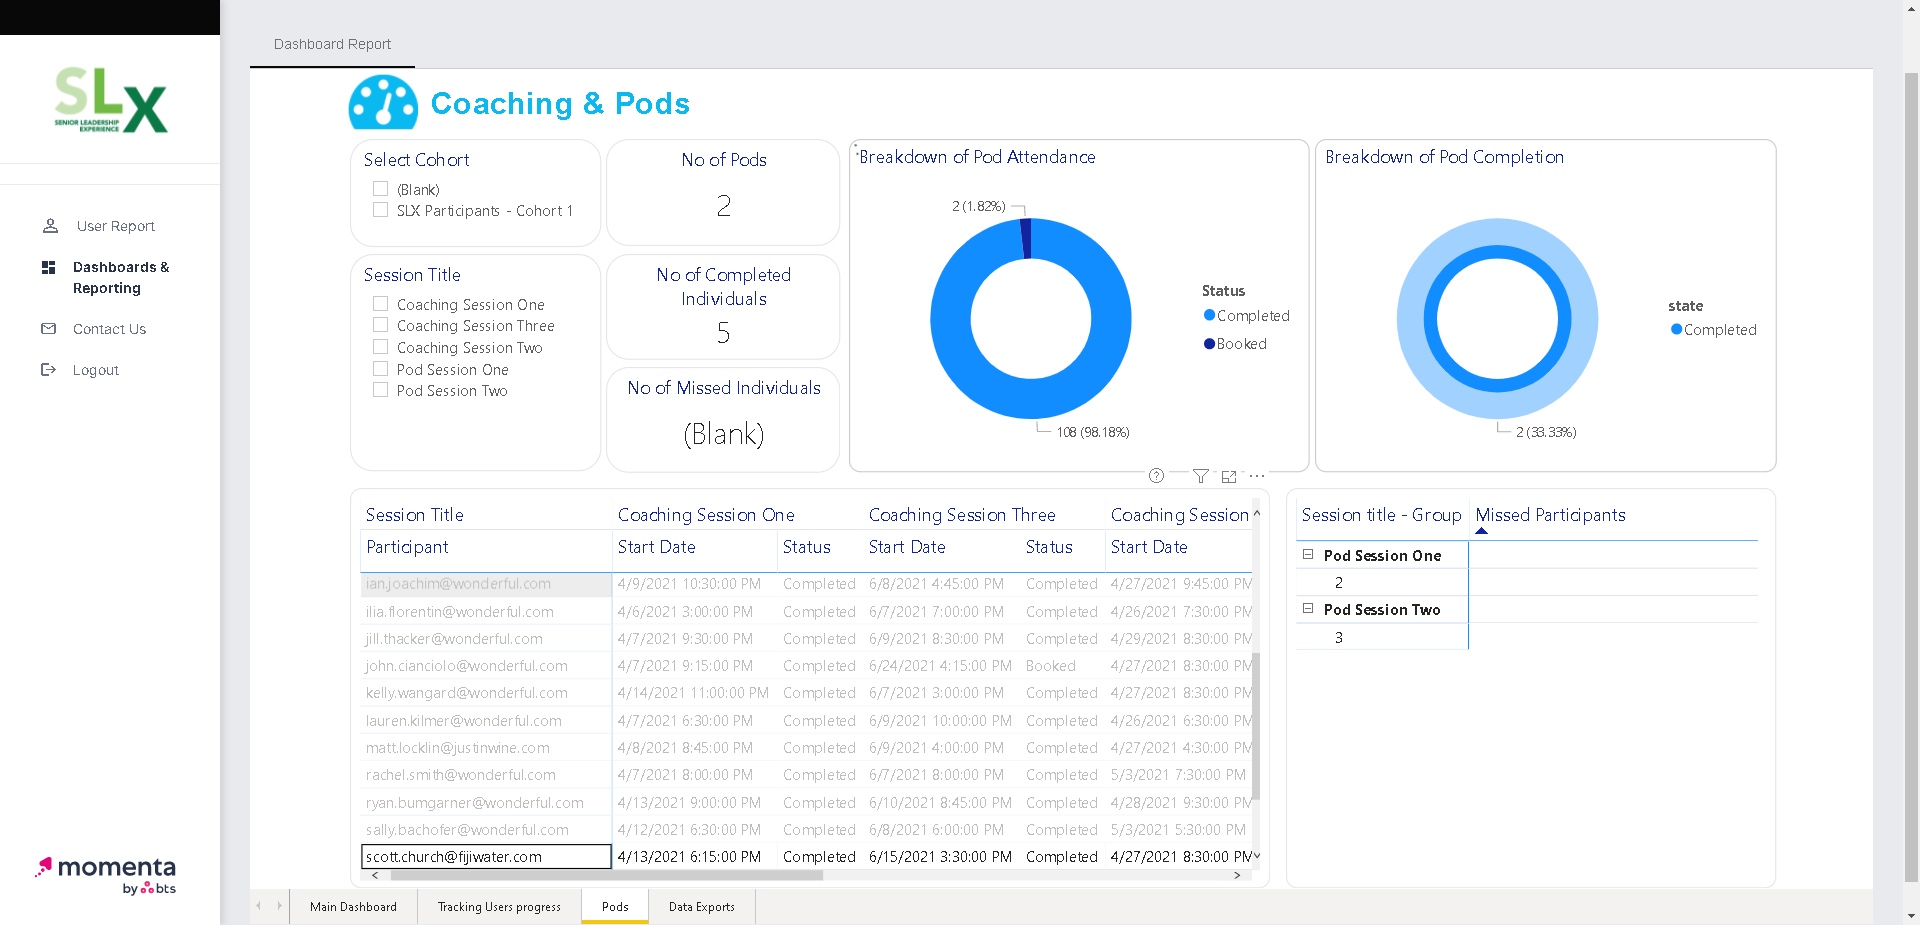 SLX
SENIOR LEADERSHIP
EXPERIENCE
User Report
Dashboards &
Reporting
Contact Us
Logout
momenta
by bts
Dashboard Report
Coaching & Pods
Select Cohort
(Blank)
SLX Participants - Cohort 1
Session Title
Coaching Session One
Coaching Session Three
Coaching Session Two
Pod Session One
Pod Session Two
No of Pods
2
No of Completed
Individuals
5
No of Missed Individuals
(Blank)
Breakdown of Pod Attendance
2 (1.82%)
108 (98.18%)
Status
Completed
Booked
Breakdown of Pod Completion
2 (33.33%)
state
Completed
Session Title Coaching Session One Coaching Session Three Coaching Session
Participant Start Date Status Start Date Status Start Date
ian.joachim@wonderful.com 4/9/2021 10:30:00 PM Completed 6/8/2021 4:45:00 PM Completed 4/27/2021 9:45:00 PM
ilia.florentin@wonderful.com 4/6/2021 3:00:00 PM Completed 6/7/2021 7:00:00 PM Completed 4/26/2021 7:30:00 PM
jill.thacker@wonderful.com 4/7/2021 9:30:00 PM Completed 6/9/2021 8:30:00 PM Completed 4/29/2021 8:30:00 PM
john.cianciolo@wonderful.com 4/7/2021 9:15:00 PM Completed 6/24/2021 4:15:00 PM Booked 4/27/2021 8:30:00 PM
kelly.wangard@wonderful.com 4/14/2021 11:00:00 PM Completed 6/7/2021 3:00:00 PM Completed 4/27/2021 8:30:00 PM
lauren.kilmer@wonderful.com 4/7/2021 6:30:00 PM Completed 6/9/2021 10:00:00 PM Completed 4/26/2021 6:30:00 PM
matt.locklin@justinwine.com 4/8/2021 8:45:00 PM Completed 6/9/2021 4:00:00 PM Completed 4/27/2021 4:30:00 PM
rachel.smith@wonderful.com 4/7/2021 8:00:00 PM Completed 6/7/2021 8:00:00 PM Completed 5/3/2021 7:30:00 PM
ryan.bumgarner@wonderful.com 4/13/2021 9:00:00 PM Completed 6/10/2021 8:45:00 PM Completed 4/28/2021 9:30:00 PM
sally.bachofer@wonderful.com 4/12/2021 6:30:00 PM Completed 6/8/2021 6:00:00 PM Completed 5/3/2021 5:30:00 PM
scott.church@fijiwater.com 4/13/2021 6:15:00 PM Completed 6/15/2021 3:30:00 PM Completed 4/27/2021 8:30:00 PM
Session title - Group Missed Participants
Pod Session One
2
Pod Session Two
3
Main Dashboard Tracking Users progress Pods Data Exports